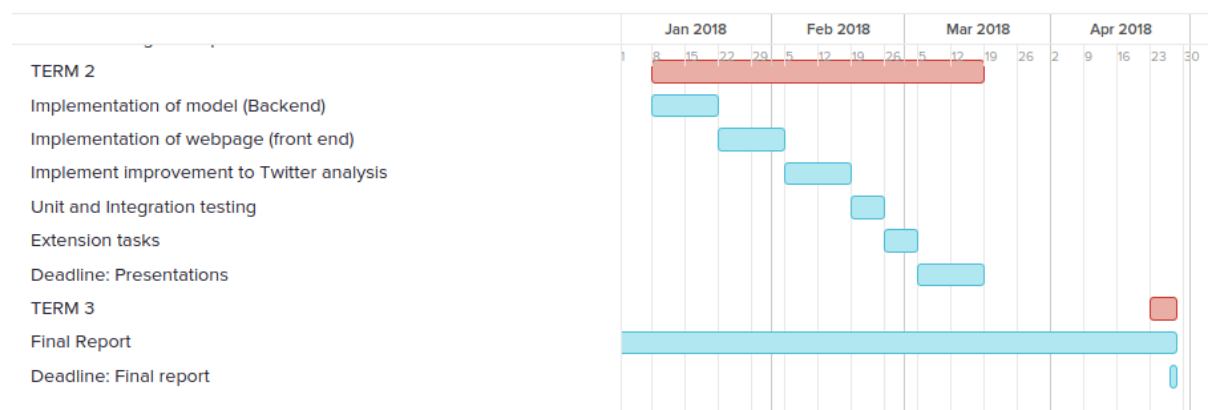 Jan 2018 Feb 2018 Mar 2018 Apr 2018
1 8 15 22 29 5 12 19 26 5 12 19 26 2 9 16 23 30
TERM 2
Implementation of model (Backend)
Implementation of webpage (front end)
Implement improvement to Twitter analysis
Unit and Integration testing
Extension tasks
Deadline: Presentations
TERM 3
Final Report
Deadline: Final report